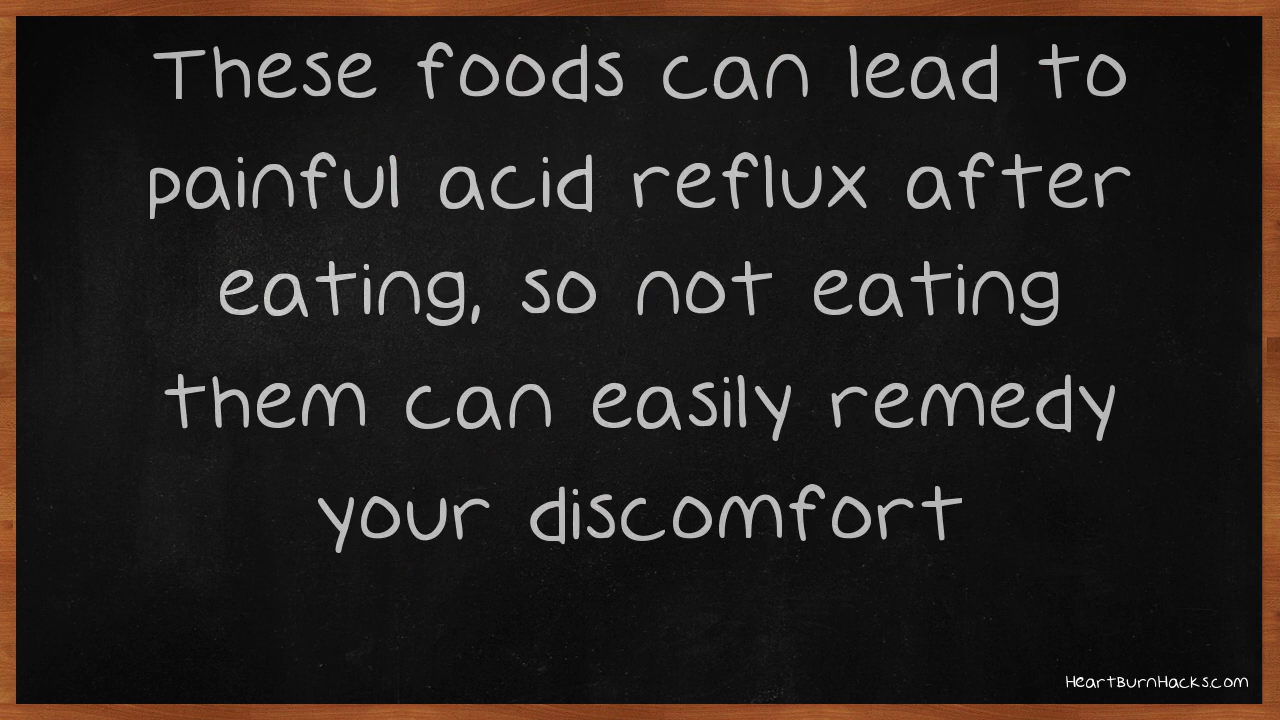 These foods can lead to
painful acid reflux after
eating, so not eating
them can easily remedy
your discomfort
HeartBurnHacks.com